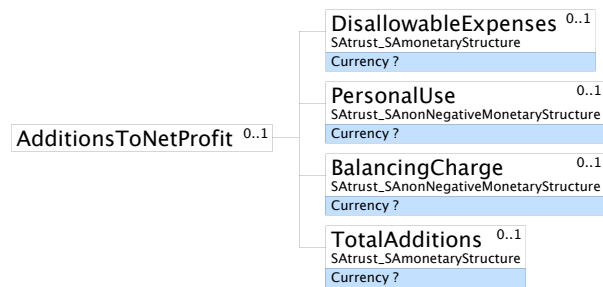 DisallowableExpenses 0..1
SAtrust_SAmonetaryStructure
Currency ?
PersonalUse 0..1
SAtrust_SAnonNegativeMonetaryStructure
Currency ?
AdditionsToNetProfit 0..1
BalancingCharge 0..1
SAtrust_SAnonNegativeMonetaryStructure
Currency ?
TotalAdditions 0..1
SAtrust_SAmonetaryStructure
Currency ?